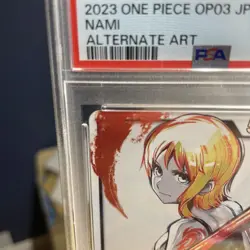 2023 ONE PIECE OP03 JP
NAMI
ALTERNATE ART
PSA